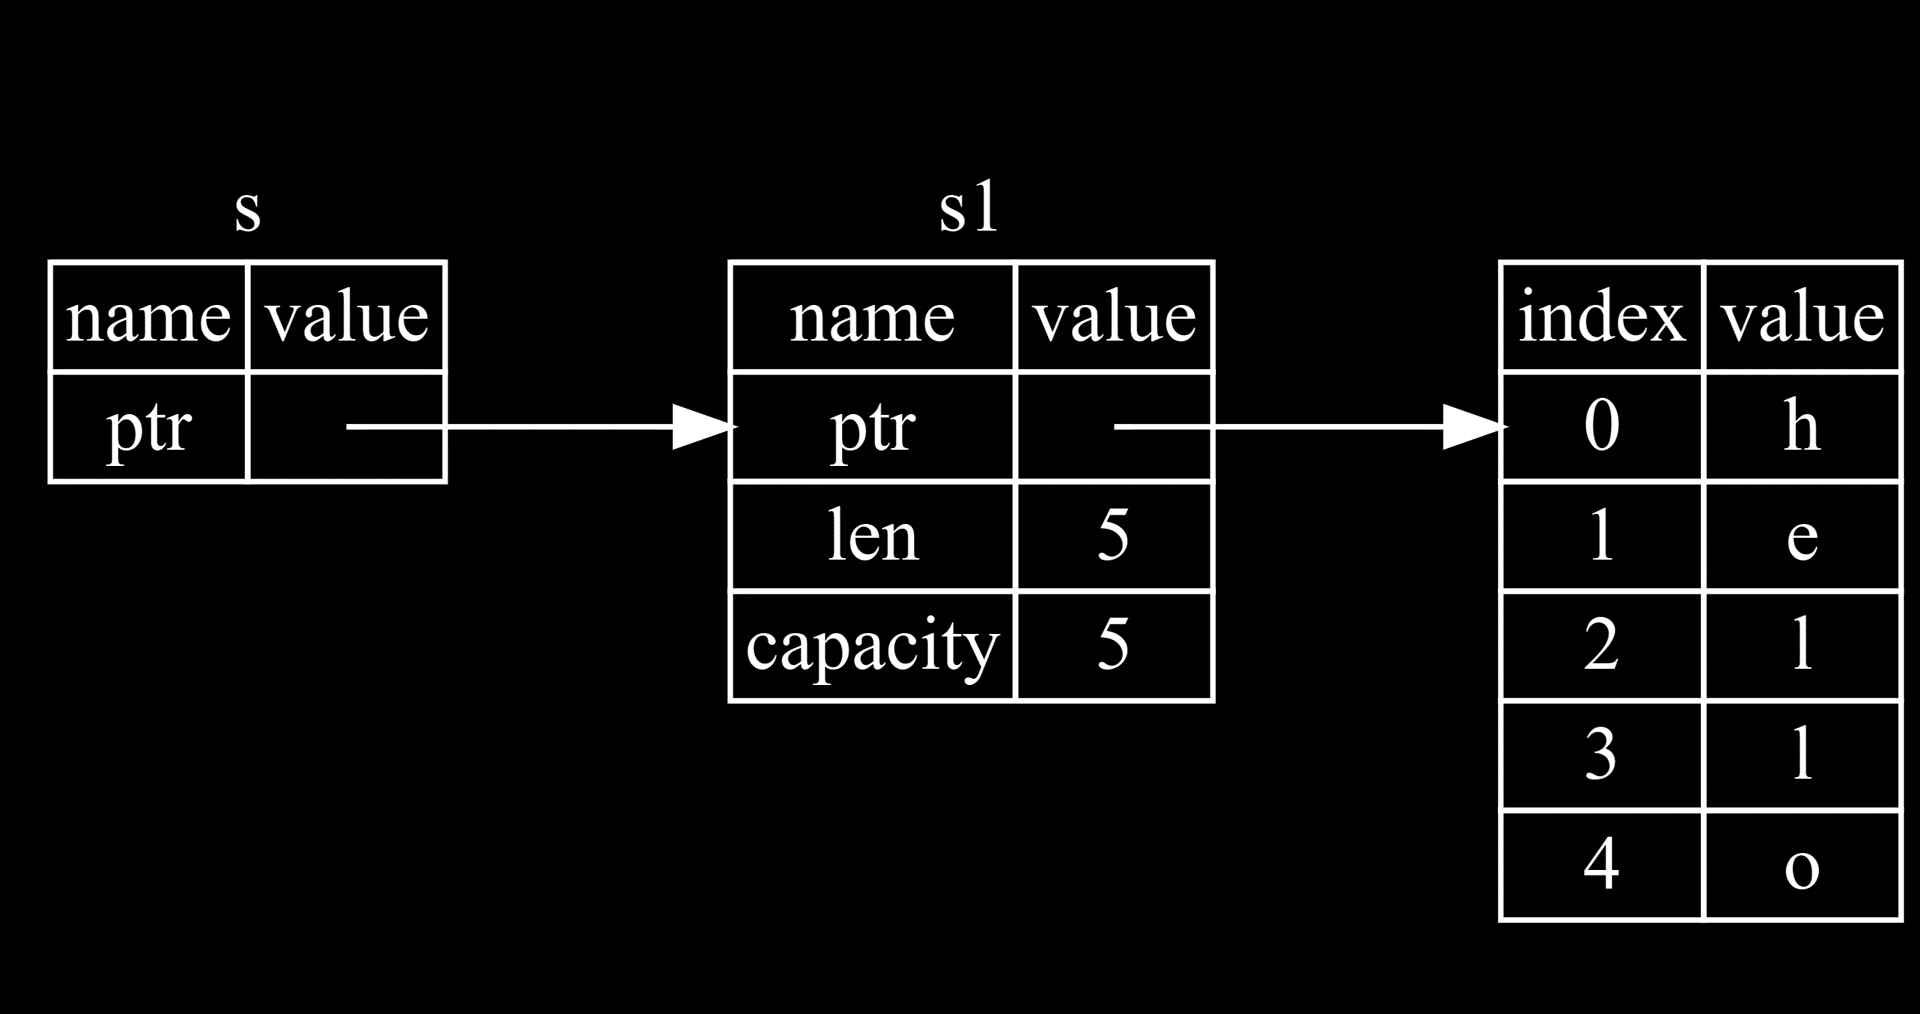 s
name value
ptr
s1
name value
ptr
len 5
capacity 5
index value
0 h
1 e
2 l
3 l
4 o